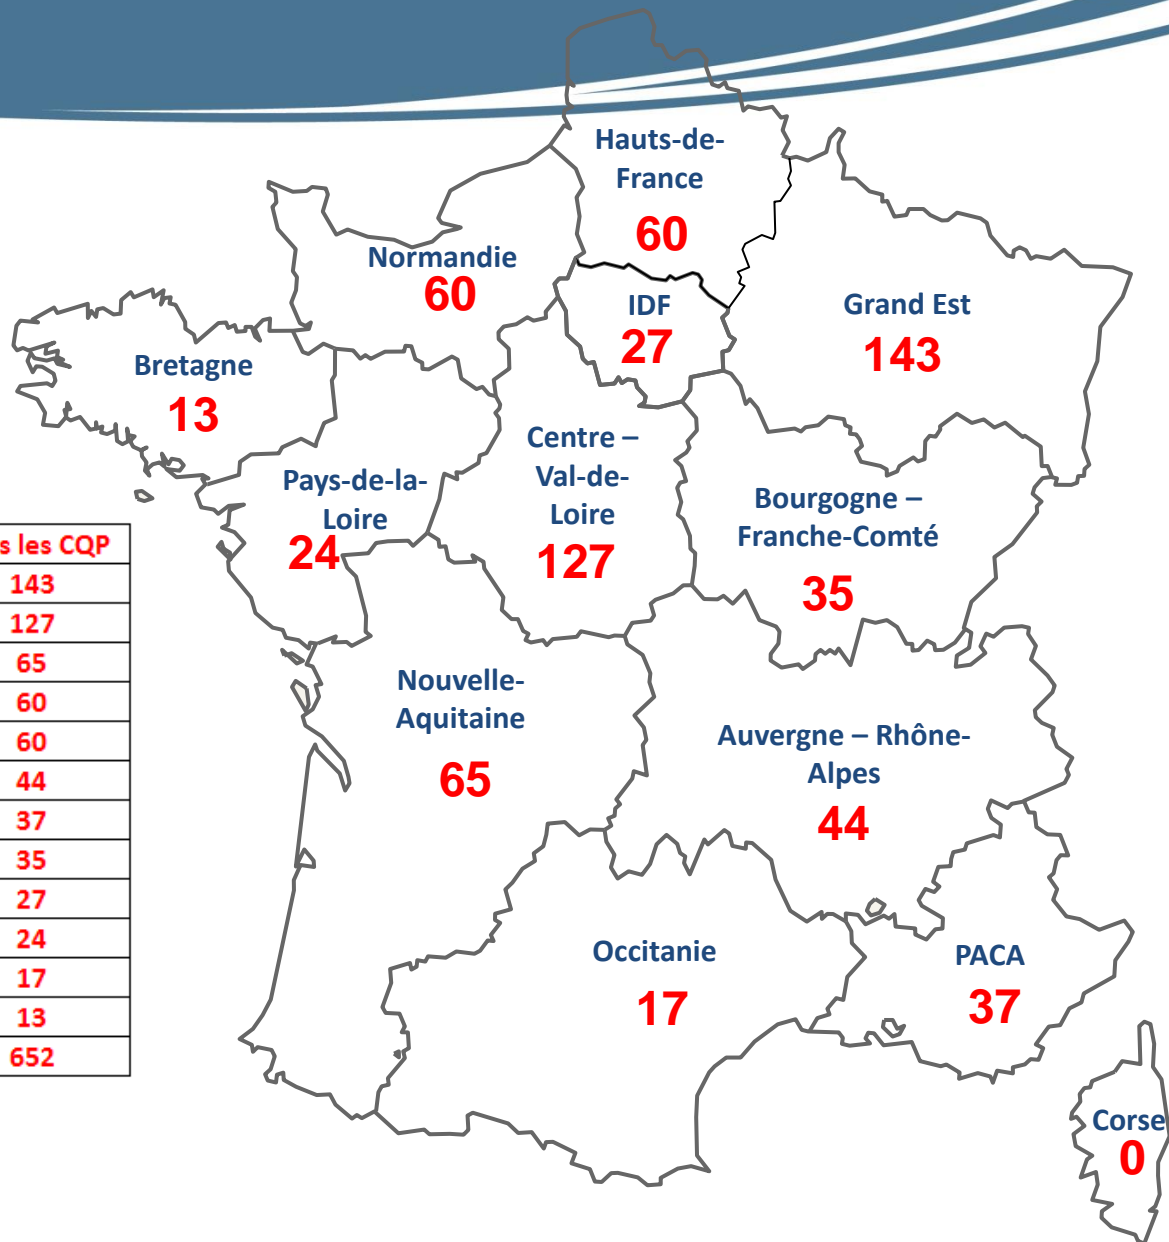 Hauts-de-
France
60
Normandie
60
IDF
27
Grand Est
143
Bretagne
13
Centre –
Val-de-
Loire
127
Pays-de-la-
Loire
24
Bourgogne –
Franche-Comté
35
s les CQP
143
127
65
60
60
44
37
35
27
24
17
13
652
Nouvelle-
Aquitaine
65
Auvergne – Rhône-
Alpes
44
Occitanie
17
PACA
37
Corse
0